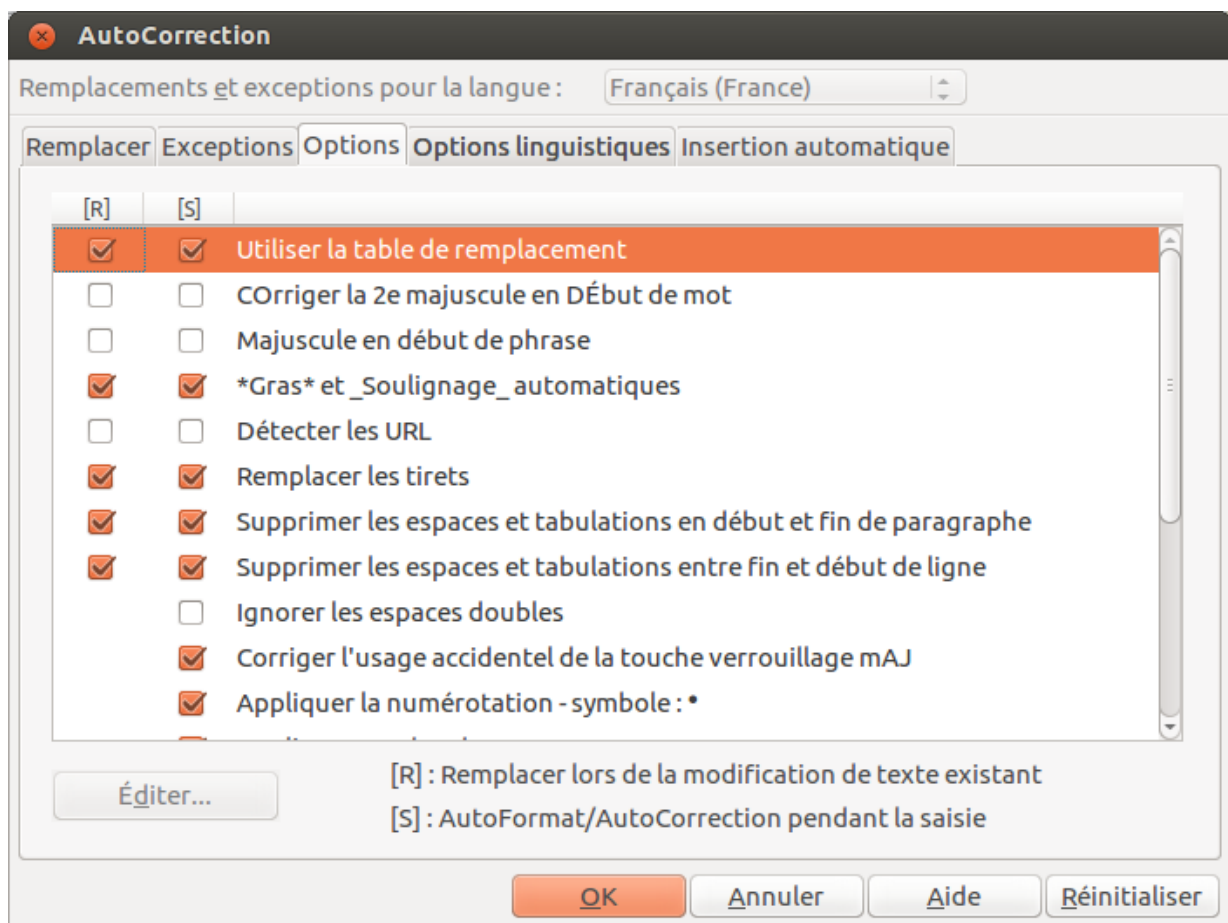 AutoCorrection
Remplacements et exceptions pour la langue : Français (France)
Remplacer Exceptions Options Options linguistiques Insertion automatique
[R] [S]
Utiliser la table de remplacement
COrriger la 2e majuscule en DÉbut de mot
Majuscule en début de phrase
*Gras* et _Soulignage_ automatiques
Détecter les URL
Remplacer les tirets
Supprimer les espaces et tabulations en début et fin de paragraphe
Supprimer les espaces et tabulations entre fin et début de ligne
Ignorer les espaces doubles
Corriger l'usage accidentel de la touche verrouillage mAJ
Appliquer la numérotation - symbole : •
Éditer...
[R] : Remplacer lors de la modification de texte existant
[S] : AutoFormat/AutoCorrection pendant la saisie
OK Annuler Aide Réinitialiser